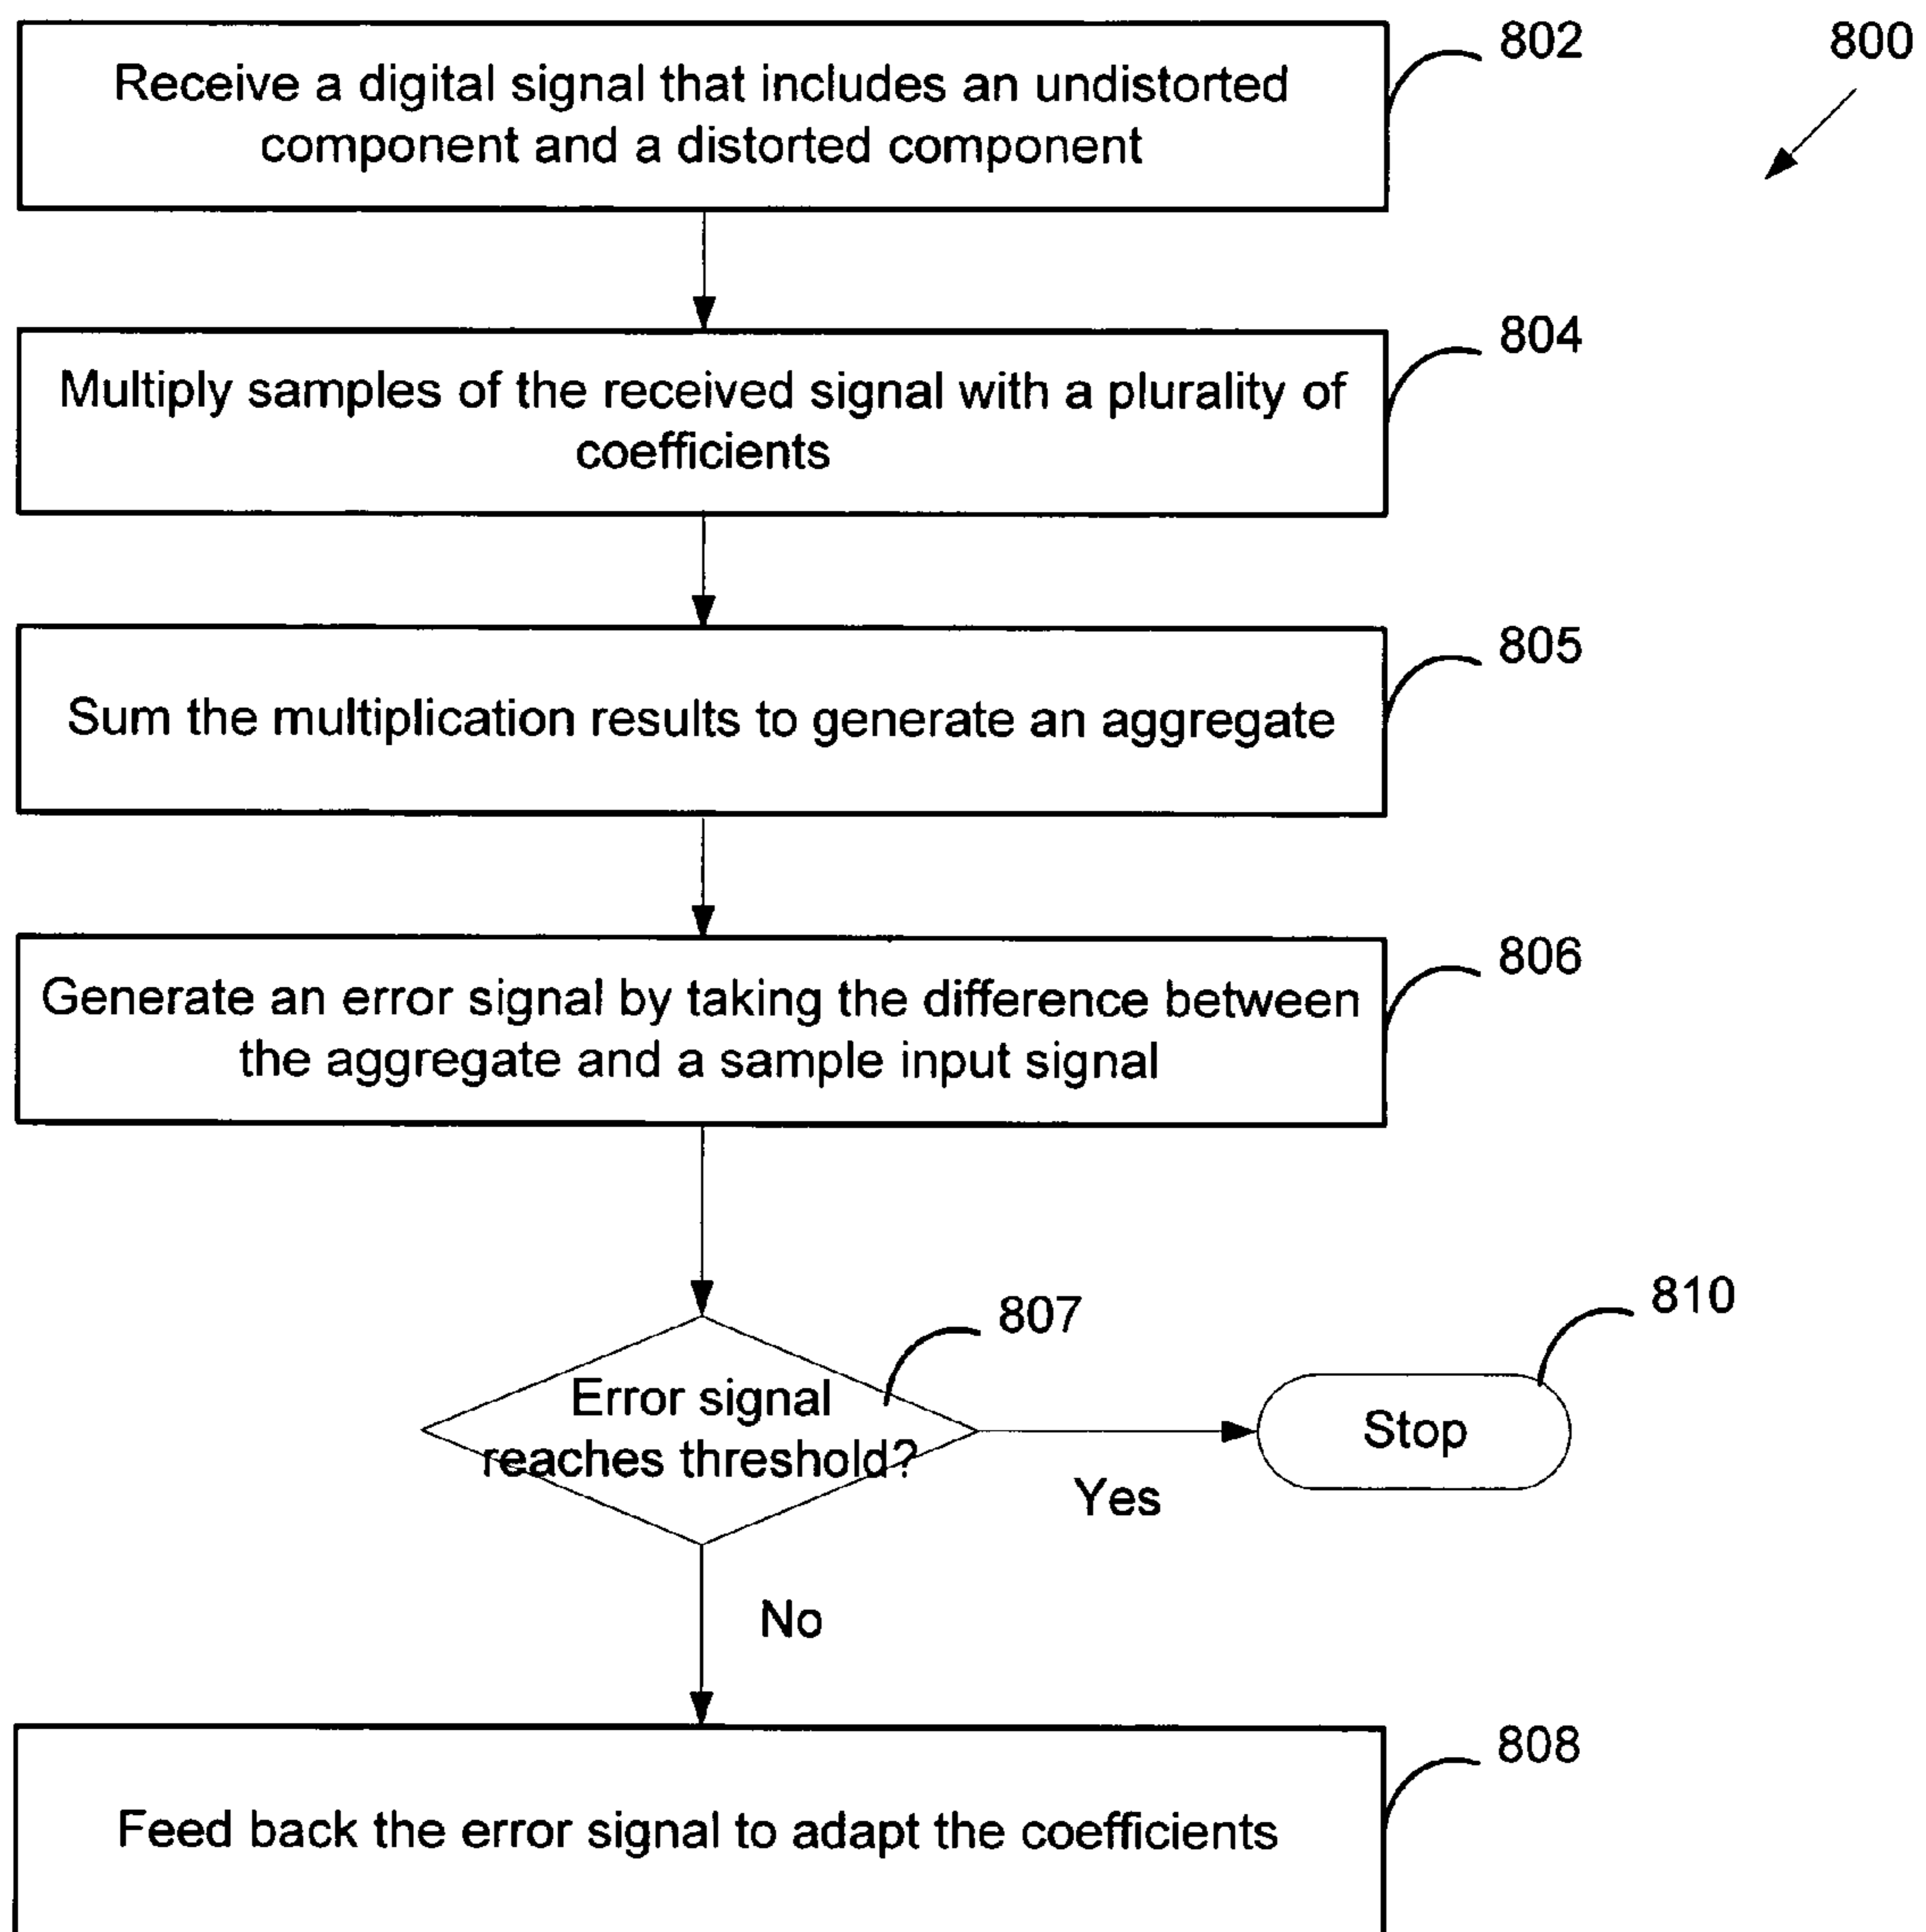 802
800
Receive a digital signal that includes an undistorted
component and a distorted component
804
Multiply samples of the received signal with a plurality of
coefficients
805
Sum the multiplication results to generate an aggregate
806
Generate an error signal by taking the difference between
the aggregate and a sample input signal
807
810
Error signal
reaches threshold?
Stop
Yes
No
808
Feed back the error signal to adapt the coefficients